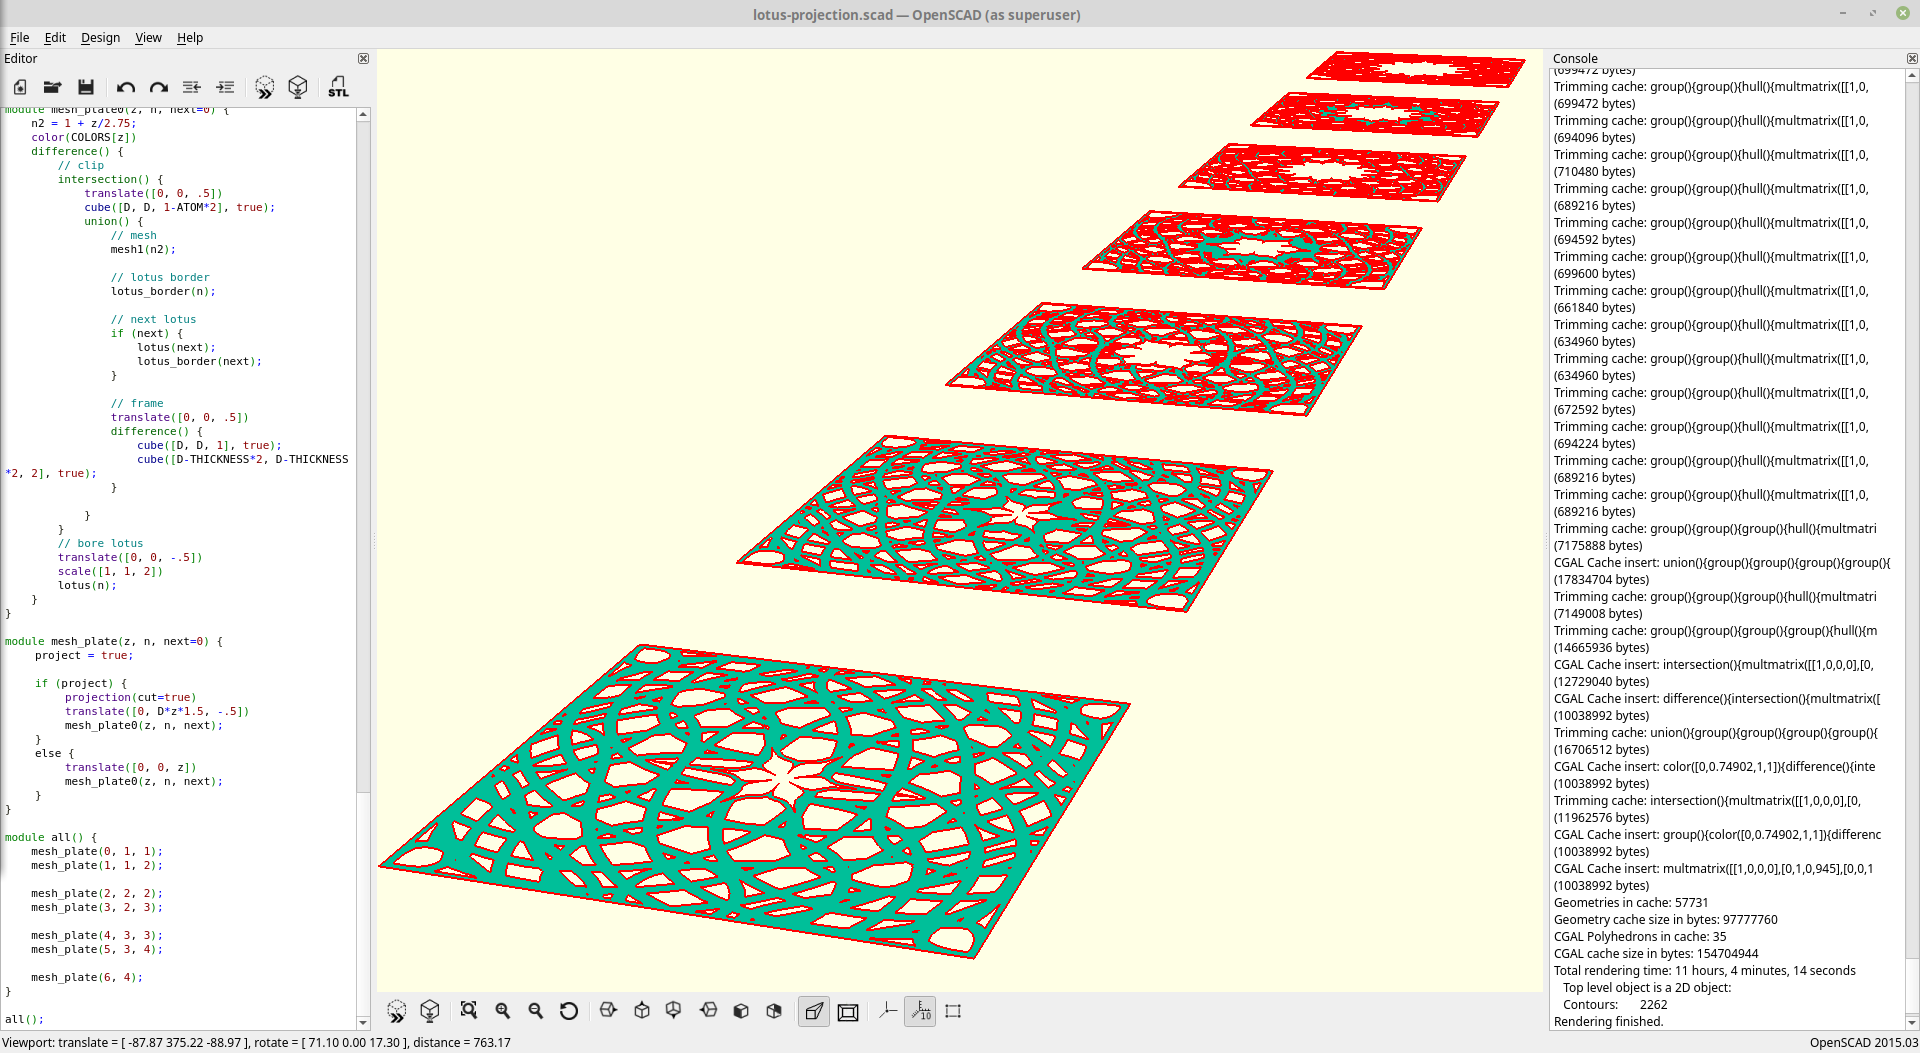 lotus-projection.scad — OpenSCAD (as superuser)
File Edit Design View Help
Editor
STL
module mesh_plate0(z, n, next=0) {
    n2 = 1 + z/2.75;
    color(COLORS[z])
    difference() {
        // clip
        intersection() {
            translate([0, 0, .5])
            cube([D, D, 1-ATOM*2], true);
            union() {
                // mesh
                mesh1(n2);
                // lotus border
                lotus_border(n);
                // next lotus
                if (next) {
                    lotus(next);
                    lotus_border(next);
                }
                // frame
                translate([0, 0, .5])
                difference() {
                    cube([D, D, 1], true);
                    cube([D-THICKNESS*2, D-THICKNESS
*2, 2], true);
                }
            }
        }
        // bore lotus
        translate([0, 0, -.5])
        scale([1, 1, 2])
        lotus(n);
    }
}
module mesh_plate(z, n, next=0) {
    project = true;
    if (project) {
        projection(cut=true)
        translate([0, D*z*1.5, -.5])
        mesh_plate0(z, n, next);
    }
    else {
        translate([0, 0, z])
        mesh_plate0(z, n, next);
    }
}
module all() {
    mesh_plate(0, 1, 1);
    mesh_plate(1, 1, 2);
    mesh_plate(2, 2, 2);
    mesh_plate(3, 2, 3);
    mesh_plate(4, 3, 3);
    mesh_plate(5, 3, 4);
    mesh_plate(6, 4);
}
all();
10
Console
(699472 bytes)
Trimming cache: group(){group(){hull(){multmatrix([[1,0,
(699472 bytes)
Trimming cache: group(){group(){hull(){multmatrix([[1,0,
(694096 bytes)
Trimming cache: group(){group(){hull(){multmatrix([[1,0,
(710480 bytes)
Trimming cache: group(){group(){hull(){multmatrix([[1,0,
(689216 bytes)
Trimming cache: group(){group(){hull(){multmatrix([[1,0,
(694592 bytes)
Trimming cache: group(){group(){hull(){multmatrix([[1,0,
(699600 bytes)
Trimming cache: group(){group(){hull(){multmatrix([[1,0,
(661840 bytes)
Trimming cache: group(){group(){hull(){multmatrix([[1,0,
(634960 bytes)
Trimming cache: group(){group(){hull(){multmatrix([[1,0,
(634960 bytes)
Trimming cache: group(){group(){hull(){multmatrix([[1,0,
(672592 bytes)
Trimming cache: group(){group(){hull(){multmatrix([[1,0,
(694224 bytes)
Trimming cache: group(){group(){hull(){multmatrix([[1,0,
(689216 bytes)
Trimming cache: group(){group(){hull(){multmatrix([[1,0,
(689216 bytes)
Trimming cache: group(){group(){group(){hull(){multmatri
(7175888 bytes)
CGAL Cache insert: union(){group(){group(){group(){group(){
(17834704 bytes)
Trimming cache: group(){group(){group(){hull(){multmatri
(7149008 bytes)
Trimming cache: group(){group(){group(){group(){hull(){m
(14665936 bytes)
CGAL Cache insert: intersection(){multmatrix([[1,0,0,0],[0,
(12729040 bytes)
CGAL Cache insert: difference(){intersection(){multmatrix([
(10038992 bytes)
Trimming cache: union(){group(){group(){group(){group(){
(16706512 bytes)
CGAL Cache insert: color([0,0.74902,1,1]){difference(){inte
(10038992 bytes)
Trimming cache: intersection(){multmatrix([[1,0,0,0],[0,
(11962576 bytes)
CGAL Cache insert: group(){color([0,0.74902,1,1]){differenc
(10038992 bytes)
CGAL Cache insert: multmatrix([[1,0,0,0],[0,1,0,945],[0,0,1
(10038992 bytes)
Geometries in cache: 57731
Geometry cache size in bytes: 97777760
CGAL Polyhedrons in cache: 35
CGAL cache size in bytes: 154704944
Total rendering time: 11 hours, 4 minutes, 14 seconds
Top level object is a 2D object:
Contours: 2262
Rendering finished.
Viewport: translate = [ -87.87 375.22 -88.97 ], rotate = [ 71.10 0.00 17.30 ], distance = 763.17
OpenSCAD 2015.03